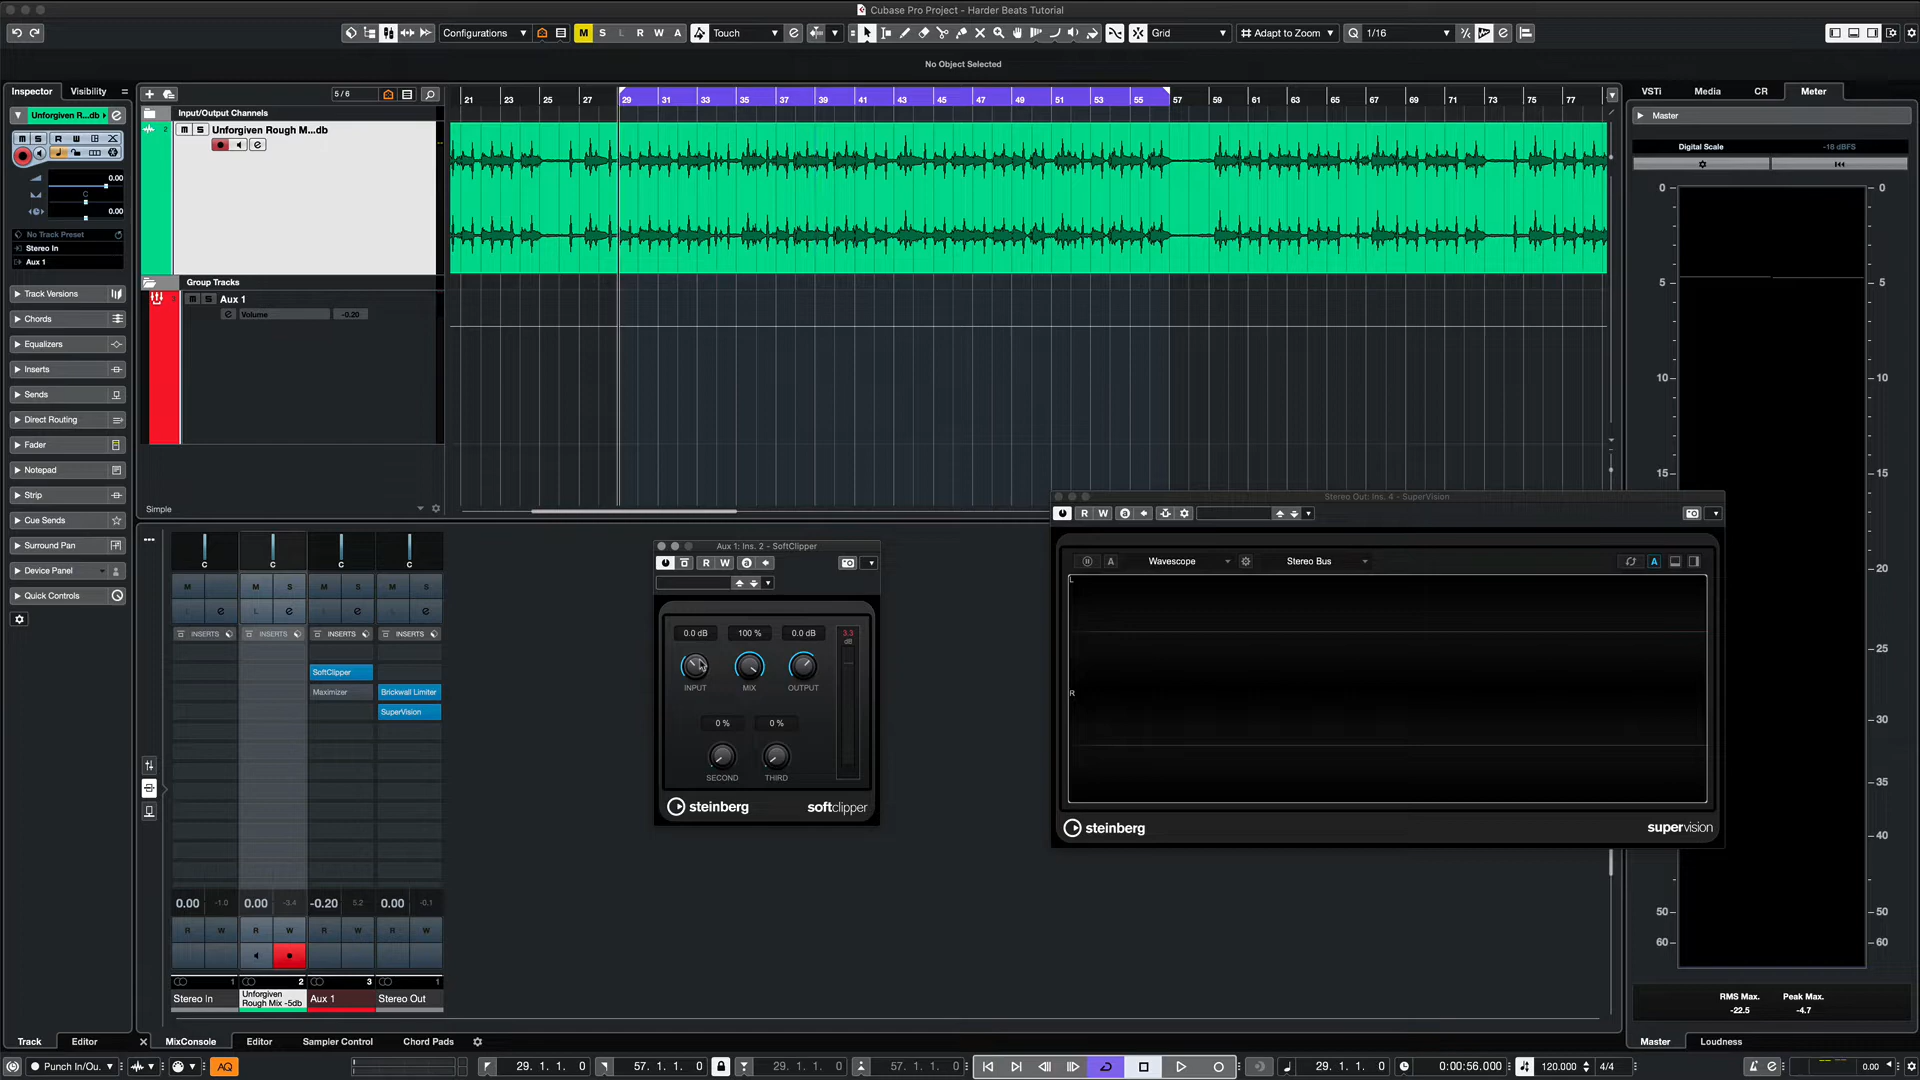 Cubase Pro Project - Harder Beats Tutorial
Configurations
M S L R W A
Touch
Grid
Adapt to Zoom
Q 1/16
No Object Selected
Inspector Visibility
5 / 6
21 23 25 27 29 31 33 35 37 39 41 43 45 47 49 51 53 55 57 59 61 63 65 67 69 71 73 75 77
VSTi Media CR Meter
Unforgiven R...db
Input/Output Channels
Master
2
M S Unforgiven Rough M...db
M S R W
Digital Scale -18 dBFS
0.00
C
0.00
No Track Preset
Stereo In
Aux 1
Group Tracks
3 M S Aux 1
Volume -0.20
Track Versions
Chords
Equalizers
Inserts
Sends
Direct Routing
Fader
Notepad
Strip
Cue Sends
Surround Pan
Device Panel
Quick Controls
Simple
0 0
5 5
10 10
15 15
20 20
25 25
30 30
35 35
40 40
50 50
60 60
Stereo Out: Ins. 4 - SuperVision
R W
A Wavescope Stereo Bus A
L
R
steinberg supervision
Aux 1: Ins. 2 - SoftClipper
R W
0.0 dB 100 % 0.0 dB 3.3
dB
INPUT MIX OUTPUT
0 % 0 %
SECOND THIRD
steinberg softclipper
C C C C
M M S M S M S
L e L e L e L e
INSERTS INSERTS INSERTS INSERTS
SoftClipper
Maximizer Brickwall Limiter
SuperVision
0.00 -1.0 0.00 -3.4 -0.20 5.2 0.00 -0.1
R W R W R W R W
1 2 3 1
Stereo In Unforgiven Rough Mix -5db Aux 1 Stereo Out
RMS Max. Peak Max.
-22.5 -4.7
Track Editor MixConsole Editor Sampler Control Chord Pads Master Loudness
Punch In/Ou. AQ 29. 1. 1. 0 57. 1. 1. 0 29. 1. 1. 0 57. 1. 1. 0 29. 1. 1. 0 0:00:56.000 120.000 4/4 0.00